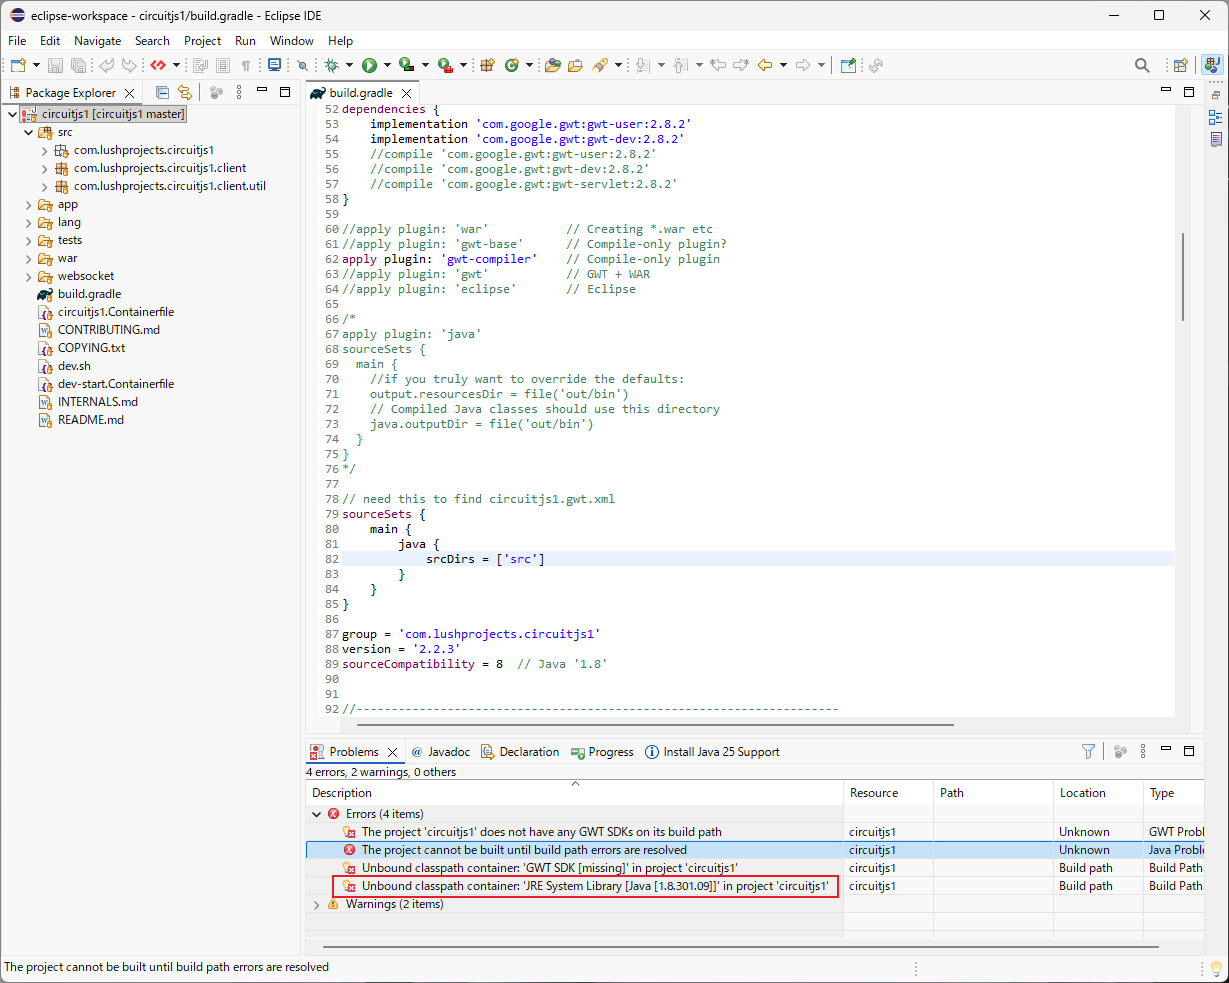 eclipse-workspace - circuitjs1/build.gradle - Eclipse IDE
File Edit Navigate Search Project Run Window Help
Package Explorer
build.gradle
circuitjs1 [circuitjs1 master]
src
com.lushprojects.circuitjs1
com.lushprojects.circuitjs1.client
com.lushprojects.circuitjs1.client.util
app
lang
tests
war
websocket
build.gradle
circuitjs1.Containerfile
CONTRIBUTING.md
COPYING.txt
dev.sh
dev-start.Containerfile
INTERNALS.md
README.md
52 dependencies {
53     implementation 'com.google.gwt:gwt-user:2.8.2'
54     implementation 'com.google.gwt:gwt-dev:2.8.2'
55     //compile 'com.google.gwt:gwt-user:2.8.2'
56     //compile 'com.google.gwt:gwt-dev:2.8.2'
57     //compile 'com.google.gwt:gwt-servlet:2.8.2'
58 }
59
60 //apply plugin: 'war'           // Creating *.war etc
61 //apply plugin: 'gwt-base'      // Compile-only plugin?
62 apply plugin: 'gwt-compiler'    // Compile-only plugin
63 //apply plugin: 'gwt'           // GWT + WAR
64 //apply plugin: 'eclipse'       // Eclipse
65
66 /*
67 apply plugin: 'java'
68 sourceSets {
69   main {
70     //if you truly want to override the defaults:
71     output.resourcesDir = file('out/bin')
72     // Compiled Java classes should use this directory
73     java.outputDir = file('out/bin')
74   }
75 }
76 */
77
78 // need this to find circuitjs1.gwt.xml
79 sourceSets {
80     main {
81         java {
82             srcDirs = ['src']
83         }
84     }
85 }
86
87 group = 'com.lushprojects.circuitjs1'
88 version = '2.2.3'
89 sourceCompatibility = 8  // Java '1.8'
90
91
92 //---------------------------------------------------------------------
Problems @ Javadoc Declaration Progress Install Java 25 Support
4 errors, 2 warnings, 0 others
Description Resource Path Location Type
Errors (4 items)
The project 'circuitjs1' does not have any GWT SDKs on its build path circuitjs1 Unknown GWT Probl
The project cannot be built until build path errors are resolved circuitjs1 Unknown Java Proble
Unbound classpath container: 'GWT SDK [missing]' in project 'circuitjs1' circuitjs1 Build path Build Path
Unbound classpath container: 'JRE System Library [Java [1.8.301.09]]' in project 'circuitjs1' circuitjs1 Build path Build Path
Warnings (2 items)
The project cannot be built until build path errors are resolved